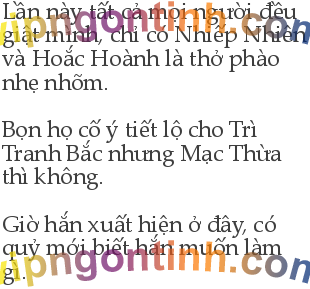 Lần này tất cả mọi người đều
giật mình, chỉ có Nhiếp Nhiên
và Hoắc Hoành là thở phào
nhẹ nhõm.
Bọn họ cố ý tiết lộ cho Trì
Tranh Bắc nhưng Mạc Thừa
thì không.
Giờ hắn xuất hiện ở đây, có
quỷ mới biết hắn muốn làm
gì.